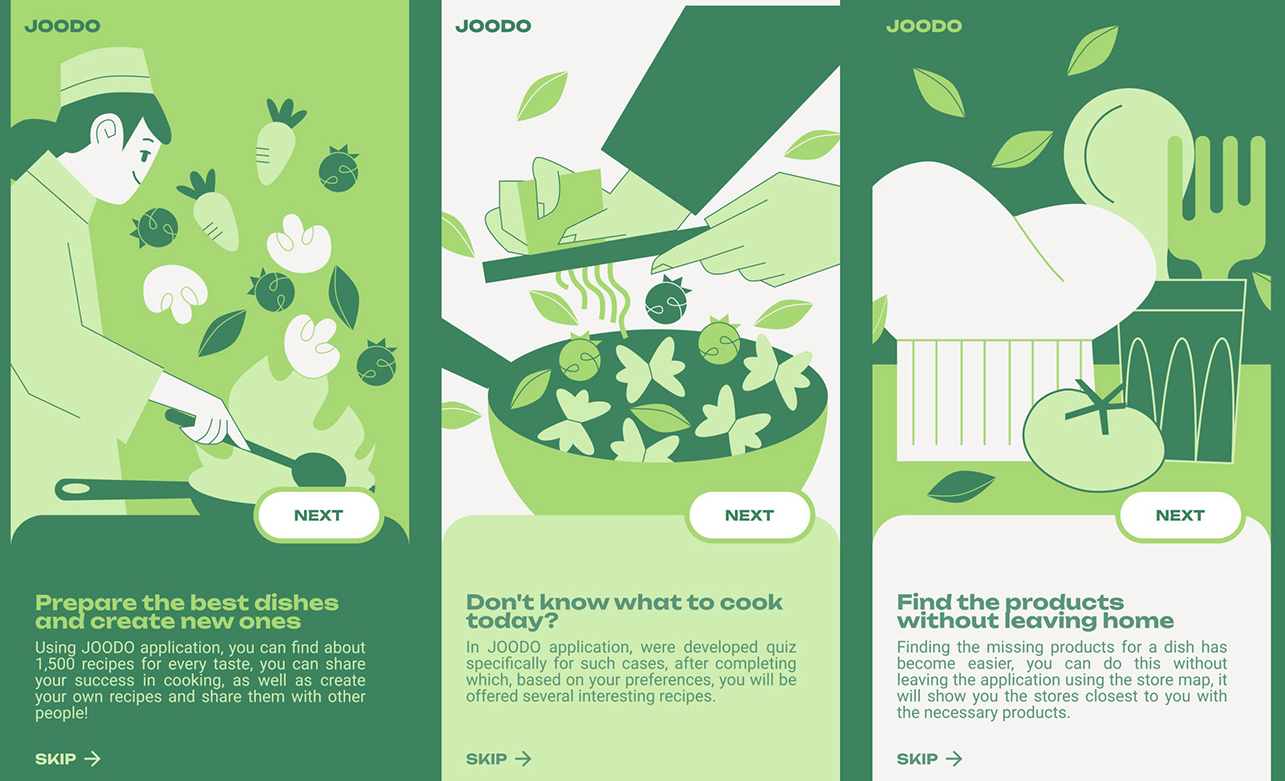 JOODO
NEXT
Prepare the best dishes
and create new ones
Using JOODO application, you can find about
1,500 recipes for every taste, you can share
your success in cooking, as well as create
your own recipes and share them with other
people!
SKIP →
JOODO
NEXT
Don't know what to cook
today?
In JOODO application, were developed quiz
specifically for such cases, after completing
which, based on your preferences, you will be
offered several interesting recipes.
SKIP →
JOODO
NEXT
Find the products
without leaving home
Finding the missing products for a dish has
become easier, you can do this without
leaving the application using the store map, it
will show you the stores closest to you with
the necessary products.
SKIP →